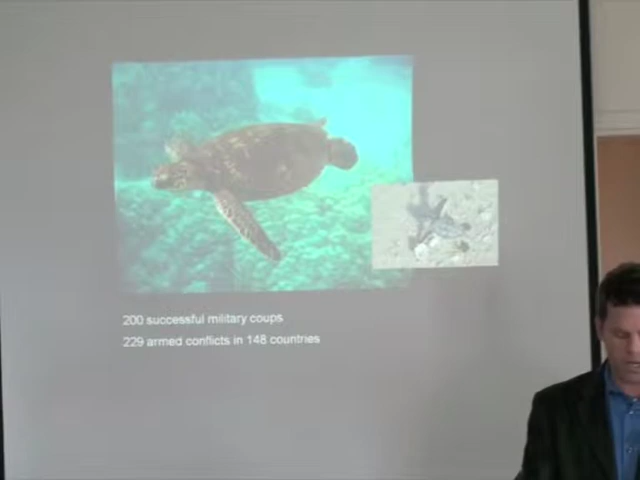 200 successful military coups
229 armed conflicts in 148 countries